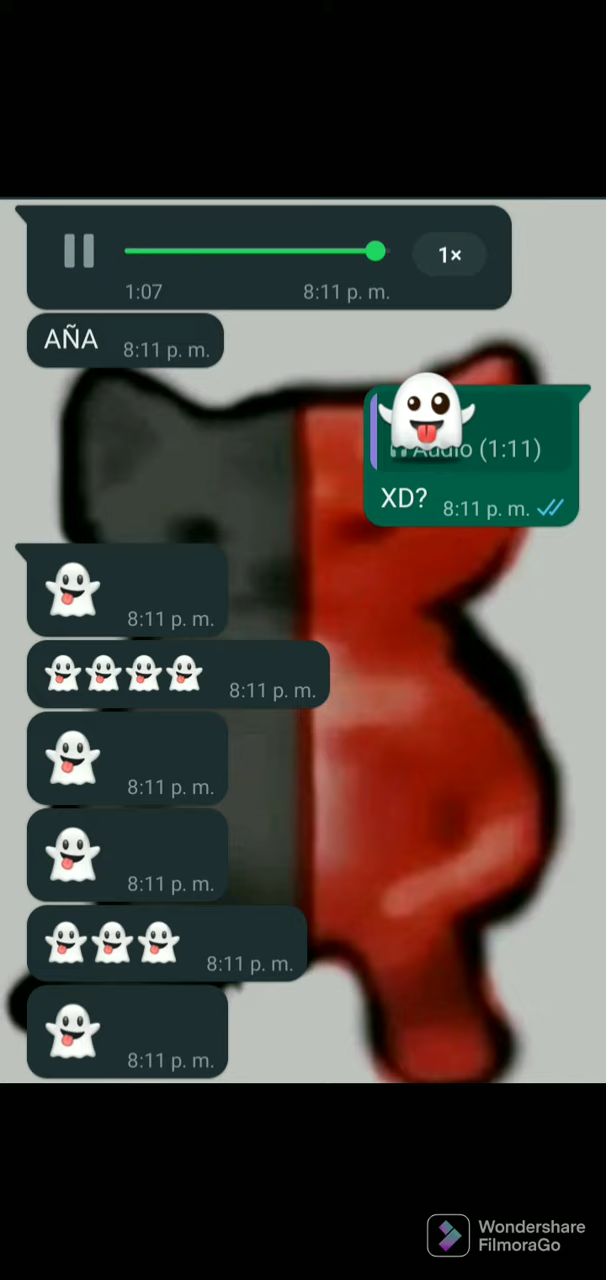 1×
1:07 8:11 p. m.
AÑA 8:11 p. m.
Audio (1:11)
XD? 8:11 p. m.
8:11 p. m.
8:11 p. m.
8:11 p. m.
8:11 p. m.
8:11 p. m.
8:11 p. m.
Wondershare
FilmoraGo